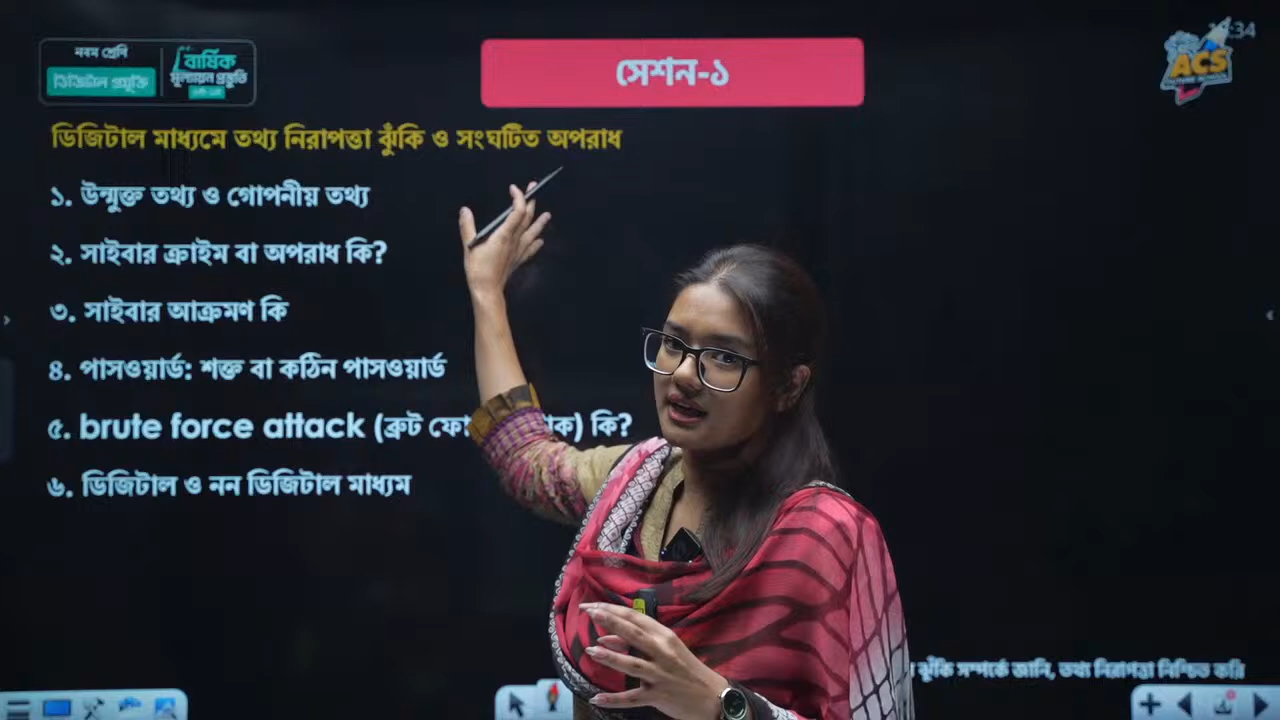 নবম শ্রেণি
ডিজিটাল প্রযুক্তি
বার্ষিক
মূল্যায়ন প্রস্তুতি
সেশন-১
:34
ACS
ডিজিটাল মাধ্যমে তথ্য নিরাপত্তা ঝুঁকি ও সংঘটিত অপরাধ
১. উন্মুক্ত তথ্য ও গোপনীয় তথ্য
২. সাইবার ক্রাইম বা অপরাধ কি?
৩. সাইবার আক্রমণ কি
৪. পাসওয়ার্ড: শক্ত বা কঠিন পাসওয়ার্ড
৫. brute force attack (ব্রুট ক) কি?
৬. ডিজিটাল ও নন ডিজিটাল মাধ্যম
ঝুঁকি সম্পর্কে জানি, তথ্য নিরাপত্তা নিশ্চিত করি